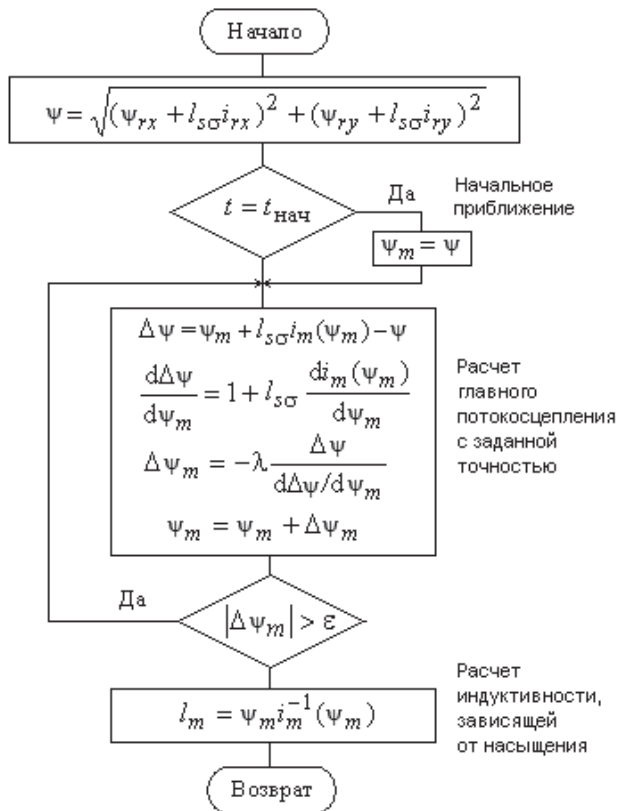 Начало
ψ = √((ψ_rx + l_sσ i_rx)² + (ψ_ry + l_sσ i_ry)²)
t = t_нач
Да
Начальное
приближение
ψ_m = ψ
Δψ = ψ_m + l_sσ i_m(ψ_m) − ψ
dΔψ/dψ_m = 1 + l_sσ di_m(ψ_m)/dψ_m
Δψ_m = −λ Δψ/(dΔψ/dψ_m)
ψ_m = ψ_m + Δψ_m
Расчет
главного
потокосцепления
с заданной
точностью
Да
|Δψ_m| > ε
l_m = ψ_m i_m⁻¹(ψ_m)
Расчет
индуктивности,
зависящей
от насыщения
Возврат